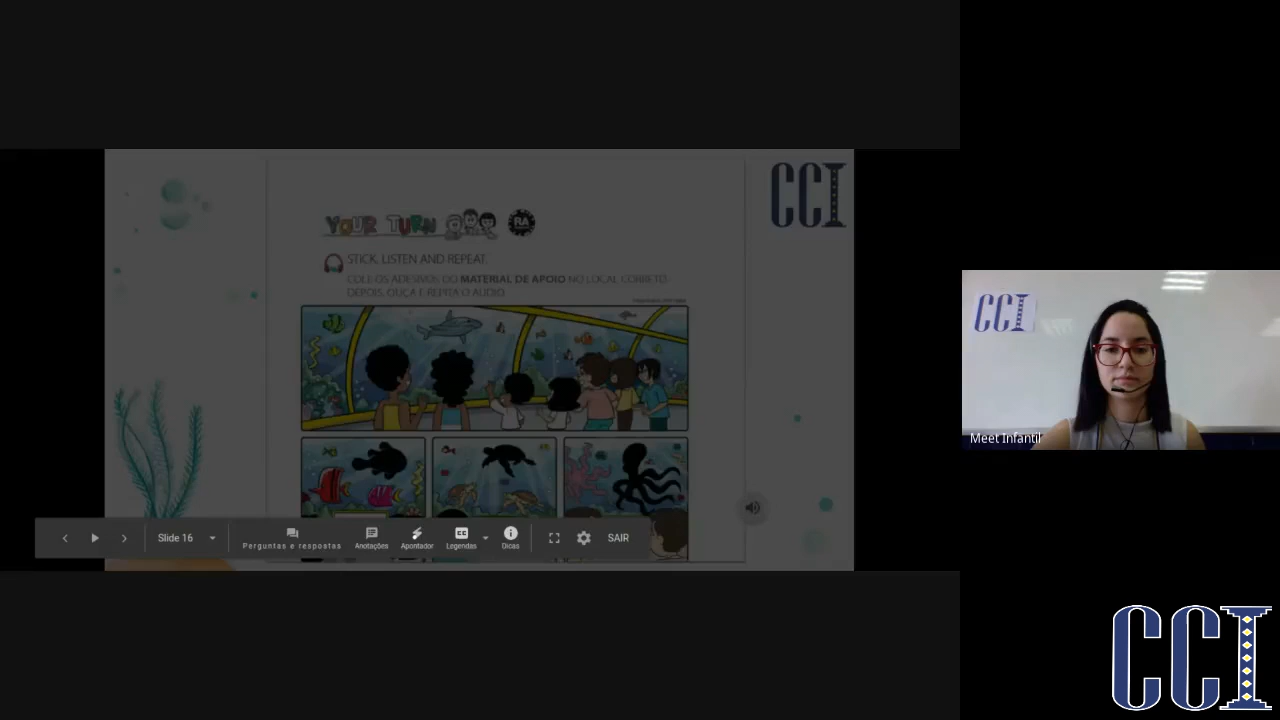 CCI
YOUR TURN
RA
STICK, LISTEN AND REPEAT.
COLE OS ADESIVOS DO MATERIAL DE APOIO NO LOCAL CORRETO.
DEPOIS, OUÇA E REPITA O ÁUDIO.
Slide 16
Perguntas e respostas
Anotações
Apontador
CC
Legendas
Dicas
SAIR
CCI
Meet Infantil
CCI